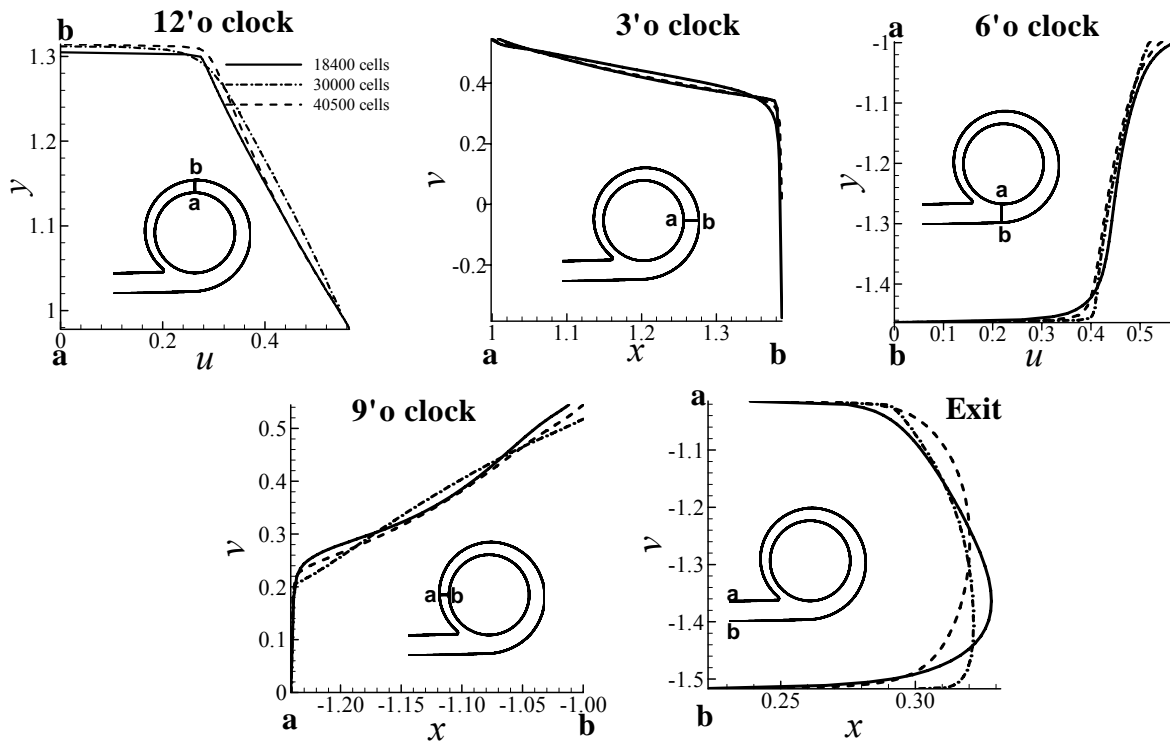 12'o clock
b
1.3
1.2
1.1
1
y
0
0.4
u
a
18400 cells
30000 cells
40500 cells
b
a
3'o clock
0.4
0.2
0
-0.2
v
1
1.1
1.2
1.3
x
a
b
a b
6'o clock
a
-1
-1.1
-1.2
-1.3
-1.4
y
0
0.1
0.2
0.3
0.4
0.5
u
b
a
b
9'o clock
0.5
0.4
0.3
0.2
0.1
0
v
-1.20
-1.15
-1.10
-1.05
-1.00
x
a
b
a b
Exit
a
-1.1
-1.2
-1.3
-1.4
-1.5
v
0.25
0.30
x
b
a
b